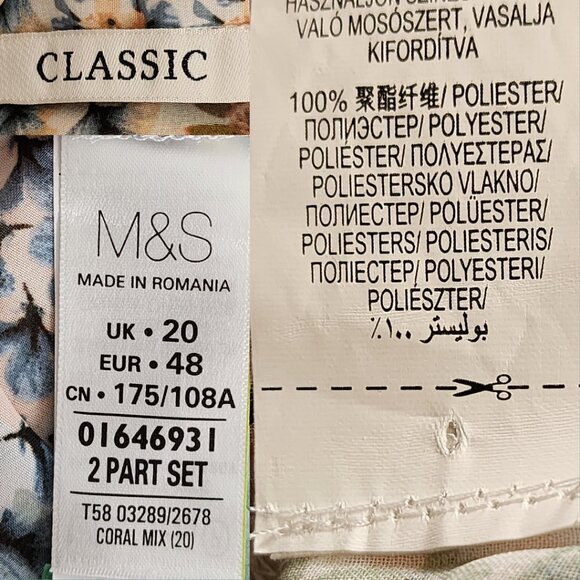 CLASSIC
M&S
MADE IN ROMANIA
UK • 20
EUR • 48
CN • 175/108A
01646931
2 PART SET
T58 03289/2678
CORAL MIX (20)
VALÓ MOSÓSZERT, VASALJA
KIFORDÍTVA
100% 聚酯纤维/ POLIESTER/
ПОЛИЭСТЕР/ POLYESTER/
POLIESTER/ ΠΟΛΥΕΣΤΕΡΑΣ/
POLIESTERSKO VLAKNO/
ПОЛИЕСТЕР/ POLÜESTER/
POLIESTERS/ POLIESTERIS/
ПОЛІЕСТЕР/ POLYESTERI/
POLIÉSZTER/
بوليستر ١٠٠٪